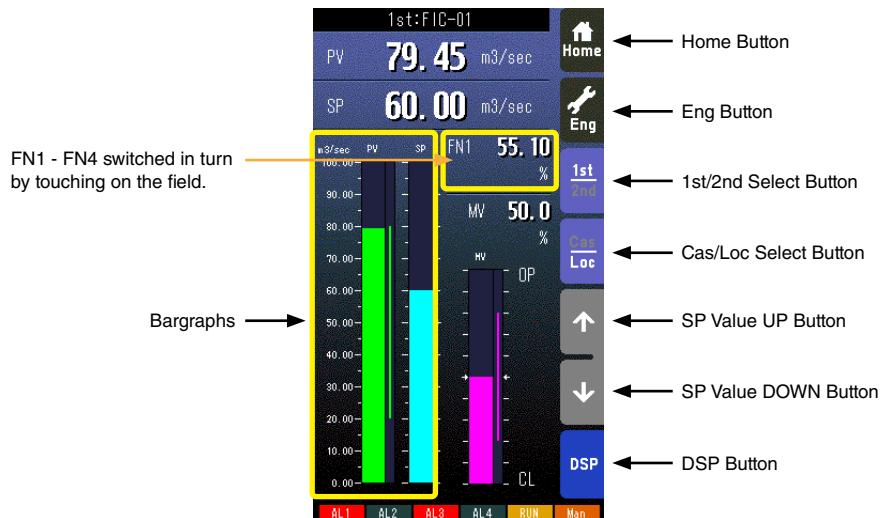 1st:FIC-01
PV 79.45 m3/sec
SP 60.00 m3/sec
m3/sec PV SP
FN1 55.10
%
MV 50.0
%
MV
OP
CL
100.00
90.00
80.00
70.00
60.00
50.00
40.00
30.00
20.00
10.00
0.00
AL1 AL2 AL3 AL4 RUN Man
Home
Eng
1st
2nd
Cas
Loc
DSP
FN1 - FN4 switched in turn
by touching on the field.
Bargraphs
Home Button
Eng Button
1st/2nd Select Button
Cas/Loc Select Button
SP Value UP Button
SP Value DOWN Button
DSP Button